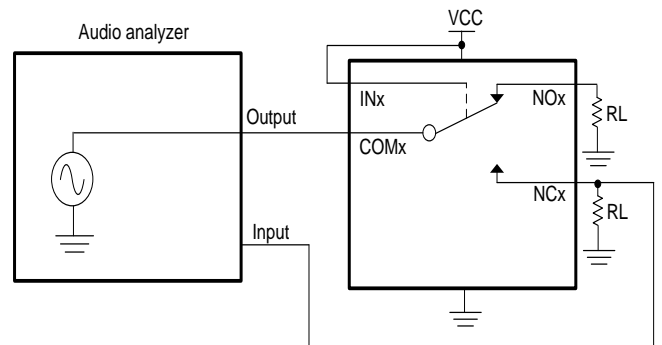 VCC
Audio analyzer
INx
NOx
Output
RL
COMx
NCx
RL
Input